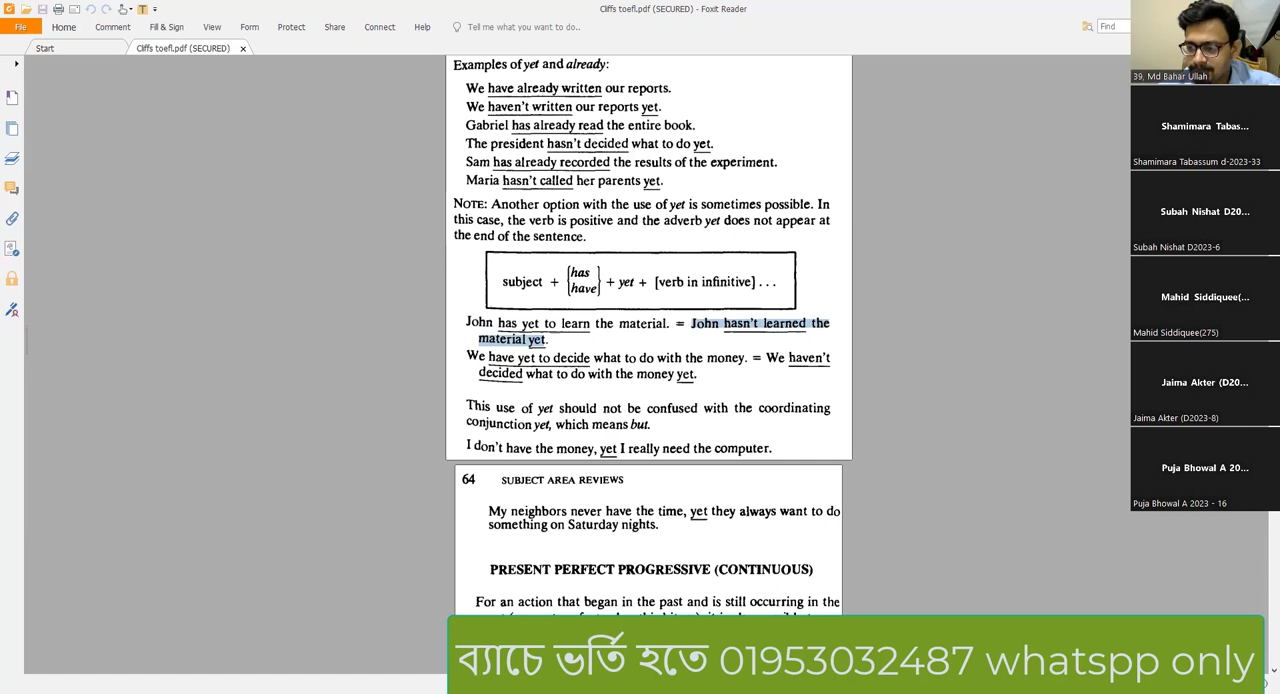 Cliffs toefl.pdf (SECURED) - Foxit Reader
File Home Comment Fill & Sign View Form Protect Share Connect Help Tell me what you want to do.. Find
Start Cliffs toefl.pdf (SECURED)
Examples of yet and already:
We have already written our reports.
We haven't written our reports yet.
Gabriel has already read the entire book.
The president hasn't decided what to do yet.
Sam has already recorded the results of the experiment.
Maria hasn't called her parents yet.
NOTE: Another option with the use of yet is sometimes possible. In
this case, the verb is positive and the adverb yet does not appear at
the end of the sentence.
subject + {has have} + yet + [verb in infinitive] . . .
John has yet to learn the material. = John hasn't learned the
material yet.
We have yet to decide what to do with the money. = We haven't
decided what to do with the money yet.
This use of yet should not be confused with the coordinating
conjunction yet, which means but.
I don't have the money, yet I really need the computer.
64 SUBJECT AREA REVIEWS
My neighbors never have the time, yet they always want to do
something on Saturday nights.
PRESENT PERFECT PROGRESSIVE (CONTINUOUS)
For an action that began in the past and is still occurring in the
39, Md Bahar Ullah
Shamimara Tabas...
Shamimara Tabassum d-2023-33
Subah Nishat D20...
Subah Nishat D2023-6
Mahid Siddiquee(...
Mahid Siddiquee(275)
Jaima Akter (D20...
Jaima Akter (D2023-8)
Puja Bhowal A 20...
Puja Bhowal A 2023 - 16
ব্যাচে ভর্তি হতে 01953032487 whatspp only